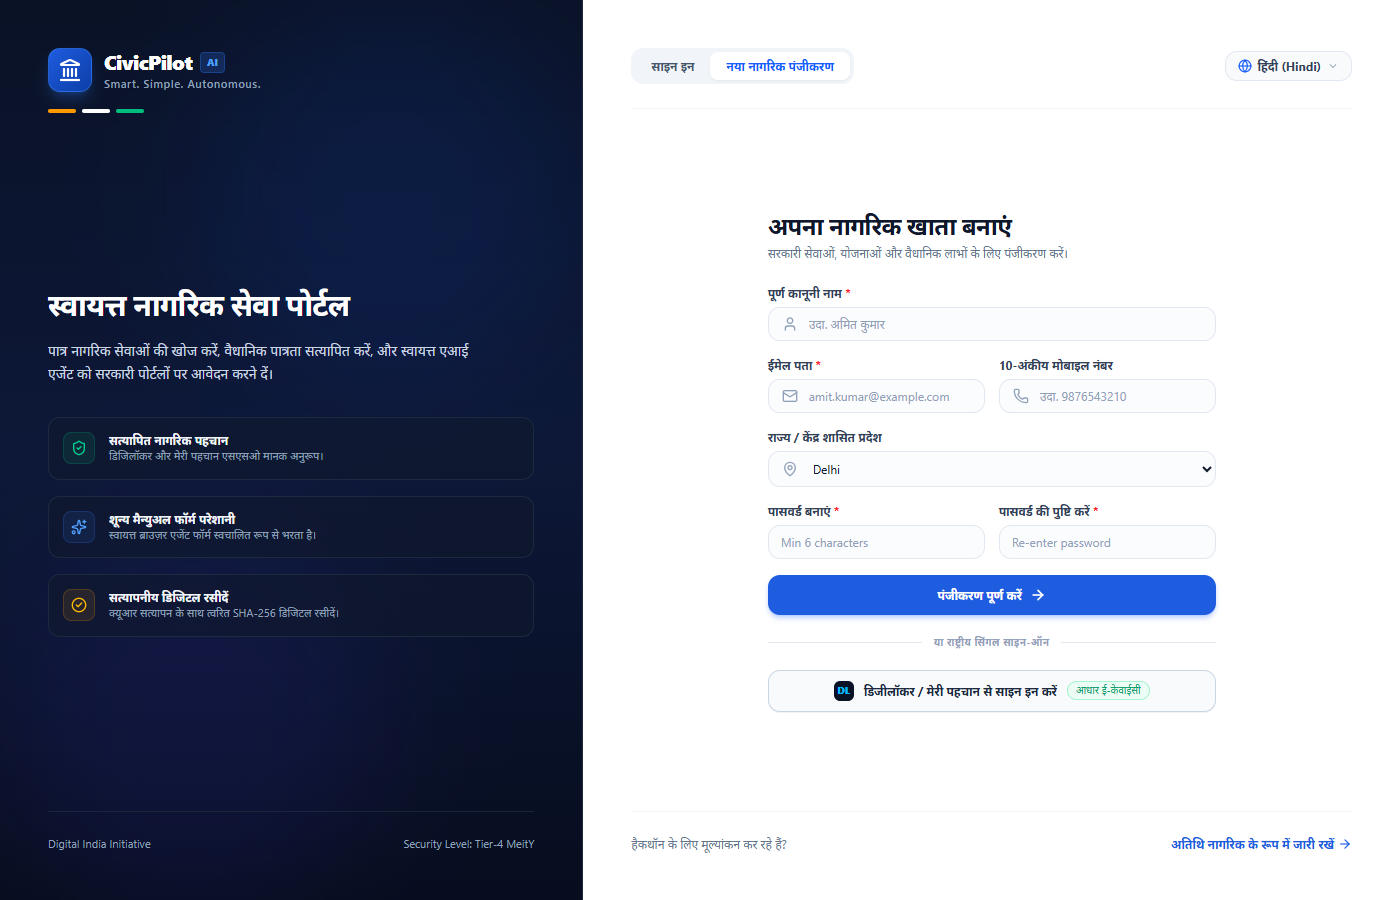 CivicPilot AI
Smart. Simple. Autonomous.
स्वायत्त नागरिक सेवा पोर्टल
पात्र नागरिक सेवाओं की खोज करें, वैधानिक पात्रता सत्यापित करें, और स्वायत्त एआई
एजेंट को सरकारी पोर्टलों पर आवेदन करने दें।
सत्यापित नागरिक पहचान
डिजिलॉकर और मेरी पहचान एसएसओ मानक अनुरूप।
शून्य मैन्युअल फॉर्म परेशानी
स्वायत्त ब्राउज़र एजेंट फॉर्म स्वचालित रूप से भरता है।
सत्यापनीय डिजिटल रसीदें
क्यूआर सत्यापन के साथ त्वरित SHA-256 डिजिटल रसीदें।
Digital India Initiative
Security Level: Tier-4 MeitY
साइन इन
नया नागरिक पंजीकरण
हिंदी (Hindi)
अपना नागरिक खाता बनाएं
सरकारी सेवाओं, योजनाओं और वैधानिक लाभों के लिए पंजीकरण करें।
पूर्ण कानूनी नाम *
उदा. अमित कुमार
ईमेल पता *
amit.kumar@example.com
10-अंकीय मोबाइल नंबर
उदा. 9876543210
राज्य / केंद्र शासित प्रदेश
Delhi
पासवर्ड बनाएं *
Min 6 characters
पासवर्ड की पुष्टि करें *
Re-enter password
पंजीकरण पूर्ण करें →
या राष्ट्रीय सिंगल साइन-ऑन
DL डिजीलॉकर / मेरी पहचान से साइन इन करें आधार ई-केवाईसी
हैकथॉन के लिए मूल्यांकन कर रहे हैं?
अतिथि नागरिक के रूप में जारी रखें →